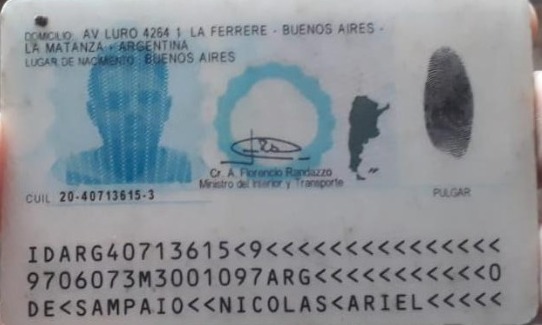 DOMICILIO: AV LURO 4264 1 LA FERRERE - BUENOS AIRES -
LA MATANZA - ARGENTINA
LUGAR DE NACIMIENTO: BUENOS AIRES
Cr. A. Florencio Randazzo
Ministro del Interior y Transporte
CUIL 20-40713615-3
PULGAR
IDARG40713615<9<<<<<<<<<<<<<<<
9706073M3001097ARG<<<<<<<<<<<0
DE<SAMPAIO<<NICOLAS<ARIEL<<<<<